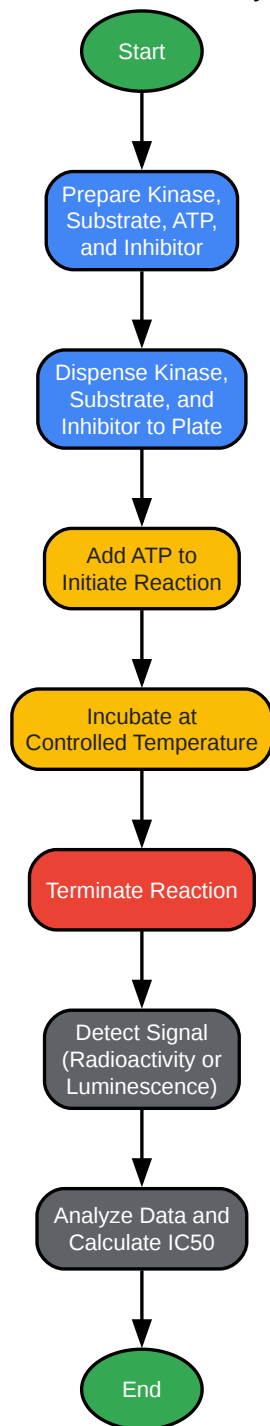 Start
Prepare Kinase,
Substrate, ATP,
and Inhibitor
Dispense Kinase,
Substrate, and
Inhibitor to Plate
Add ATP to
Initiate Reaction
Incubate at
Controlled Temperature
Terminate Reaction
Detect Signal
(Radioactivity or
Luminescence)
Analyze Data and
Calculate IC50
End